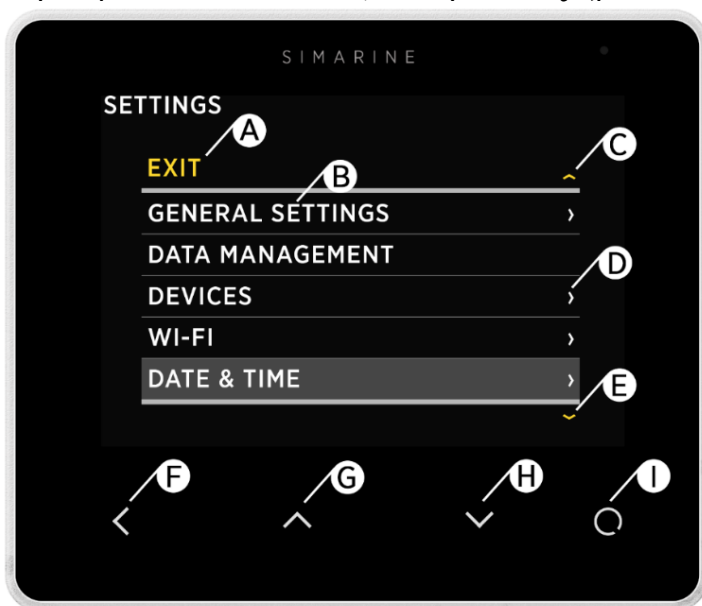 SIMARINE
SETTINGS
A
EXIT
C
B
GENERAL SETTINGS
DATA MANAGEMENT
D
DEVICES
WI-FI
DATE & TIME
E
F
G
H
I